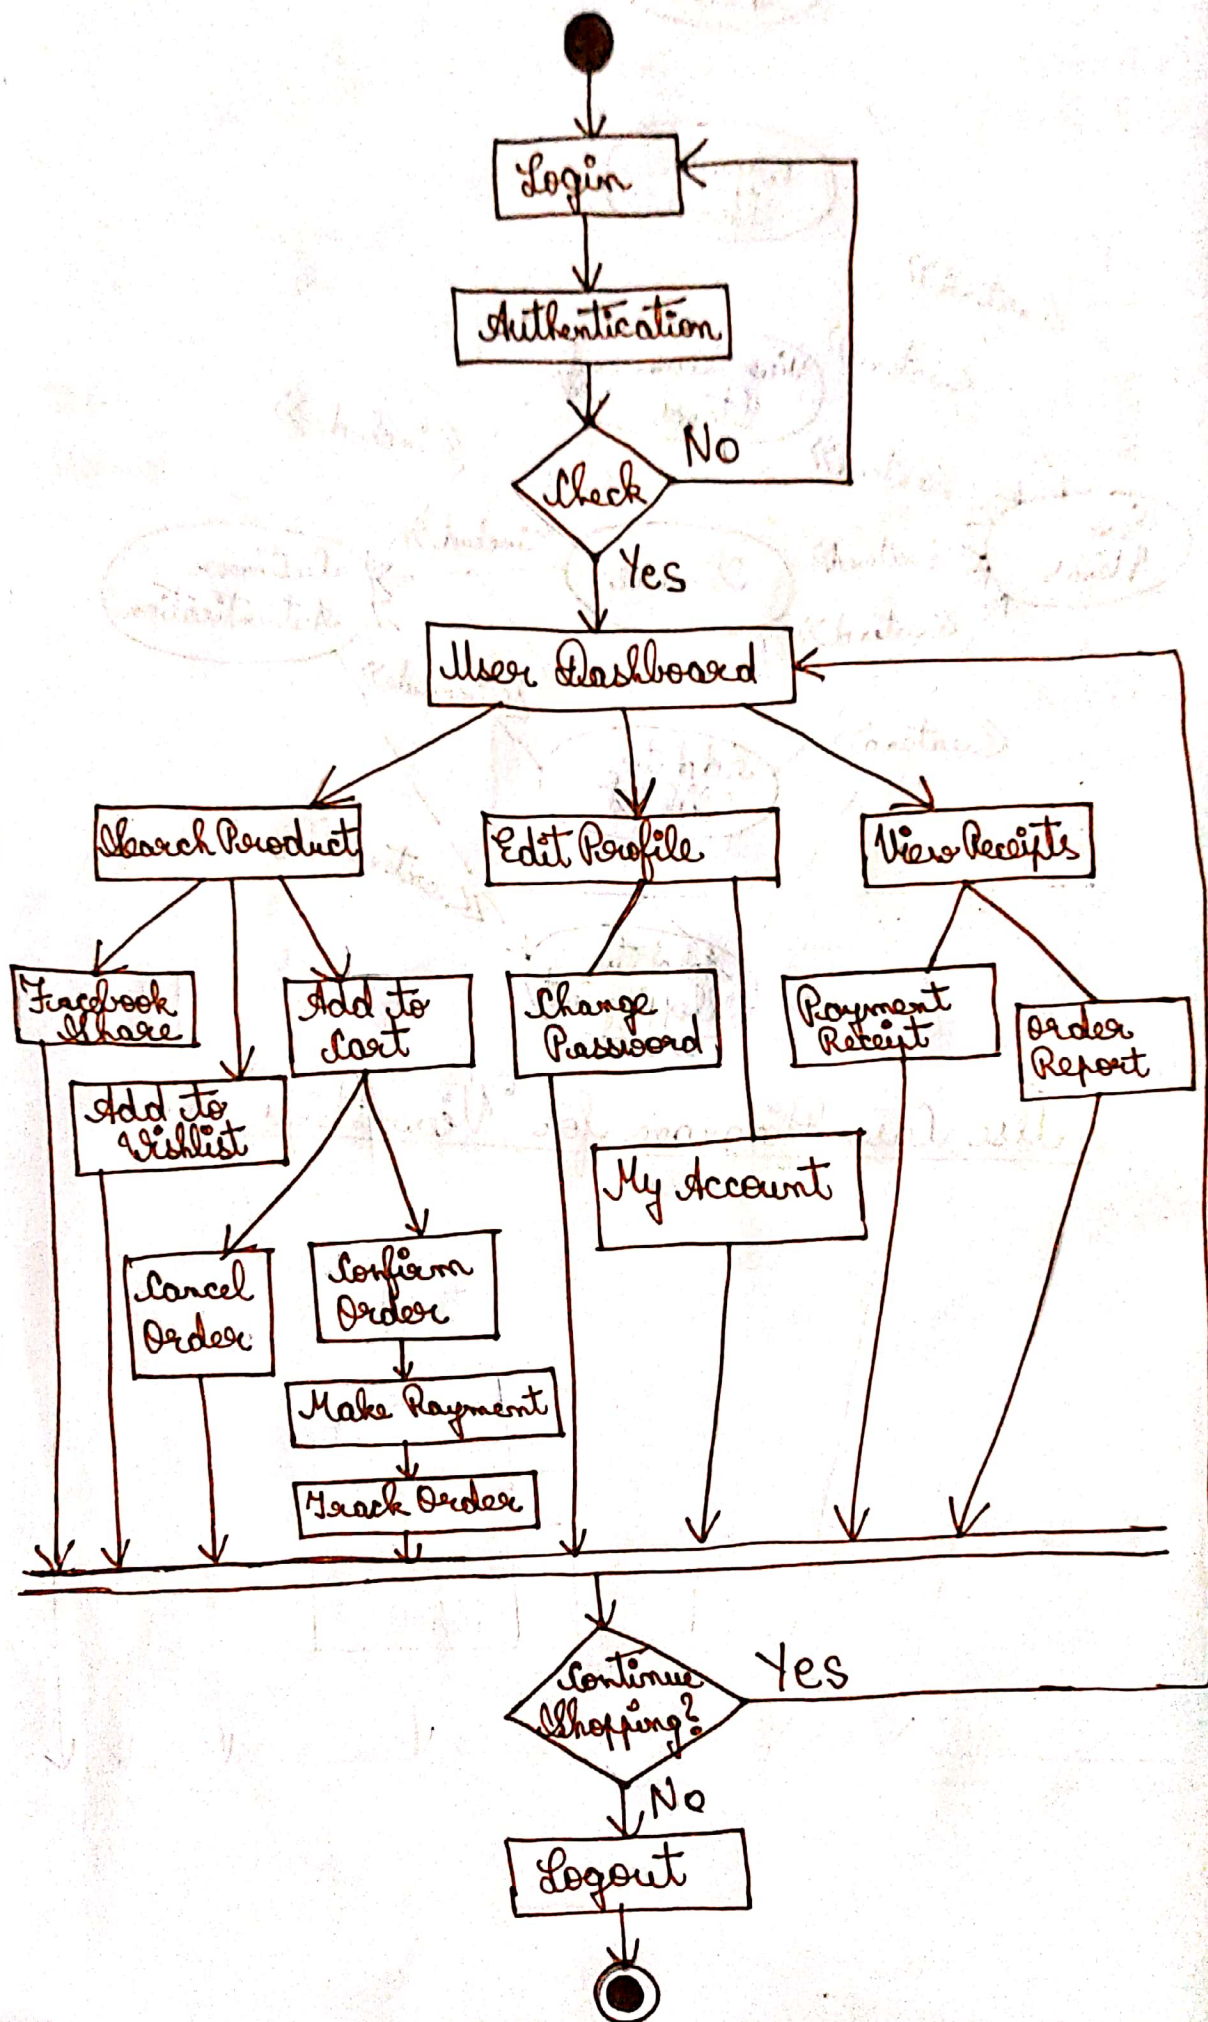 Login
Authentication
No
Check
Yes
User Dashboard
Search Product
Edit Profile
View Receipts
Facebook
Share
Add to
Cart
Change
Password
Payment
Receipt
Order
Report
Add to
Wishlist
My Account
Cancel
Order
Confirm
Order
Make Payment
Track Order
Continue
Shopping?
Yes
No
Logout